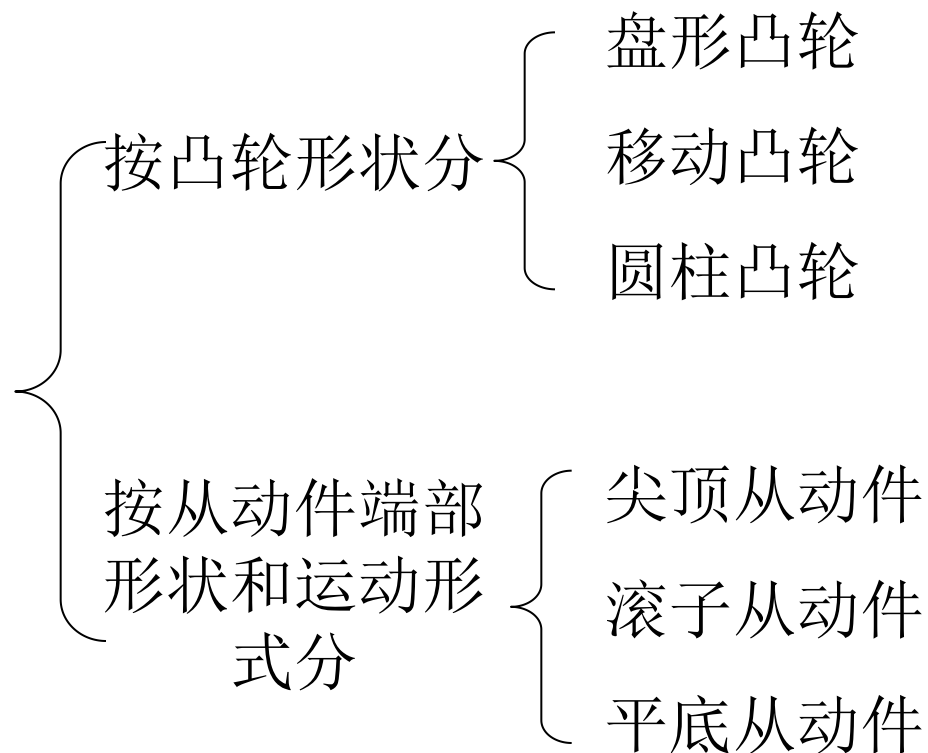 按凸轮形状分
盘形凸轮
移动凸轮
圆柱凸轮
按从动件端部
形状和运动形
式分
尖顶从动件
滚子从动件
平底从动件